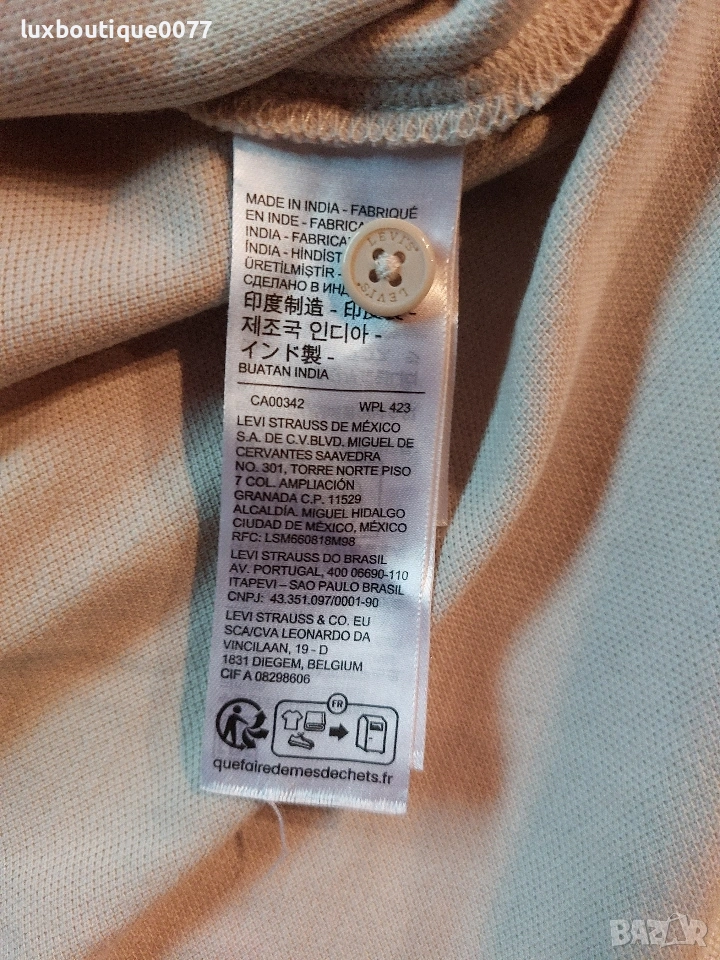 luxboutique0077
MADE IN INDIA - FABRIQUÉ
EN INDE - FABRICA
INDIA - FABRICA
İNDIA - HİNDİST
ÜRETİLMİŞTİR -
СДЕЛАНО В ИНД
印度制造 - 印度
제조국 인디아 -
インド製 -
BUATAN INDIA
CA00342 WPL 423
LEVI STRAUSS DE MÉXICO
S.A. DE C.V.BLVD. MIGUEL DE
CERVANTES SAAVEDRA
NO. 301, TORRE NORTE PISO
7 COL. AMPLIACIÓN
GRANADA C.P. 11529
ALCALDÍA. MIGUEL HIDALGO
CIUDAD DE MÉXICO, MÉXICO
RFC: LSM660818M98
LEVI STRAUSS DO BRASIL
AV. PORTUGAL, 400 06690-110
ITAPEVI – SAO PAULO BRASIL
CNPJ: 43.351.097/0001-90
LEVI STRAUSS & CO. EU
SCA/CVA LEONARDO DA
VINCILAAN, 19 - D
1831 DIEGEM, BELGIUM
CIF A 08298606
FR
quefairedemesdechets.fr
LEVI'S
LEVI'S
BAZAR